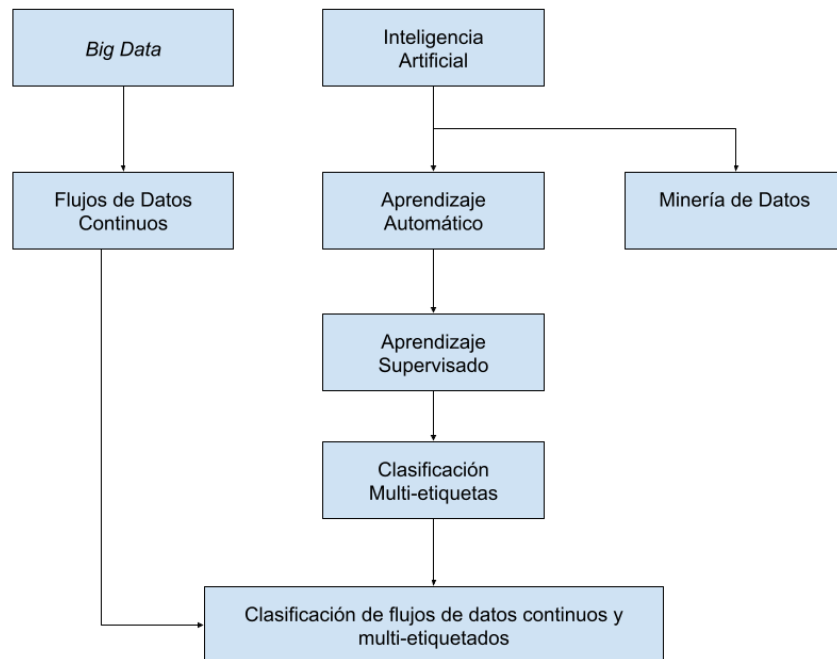 Big Data
Inteligencia
Artificial
Flujos de Datos
Continuos
Aprendizaje
Automático
Minería de Datos
Aprendizaje
Supervisado
Clasificación
Multi-etiquetas
Clasificación de flujos de datos continuos y
multi-etiquetados